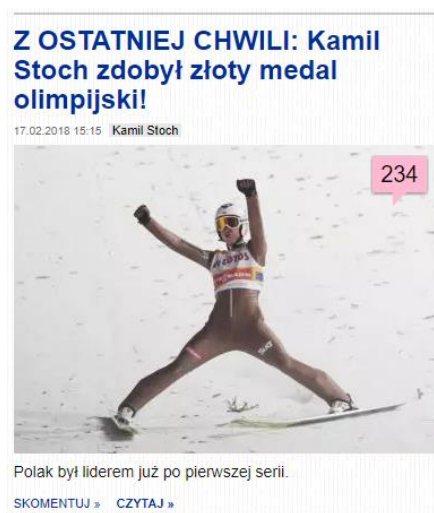 Z OSTATNIEJ CHWILI: Kamil
Stoch zdobył złoty medal
olimpijski!
17.02.2018 15:15 Kamil Stoch
234
LOTOS
Polak był liderem już po pierwszej serii.
SKOMENTUJ » CZYTAJ »